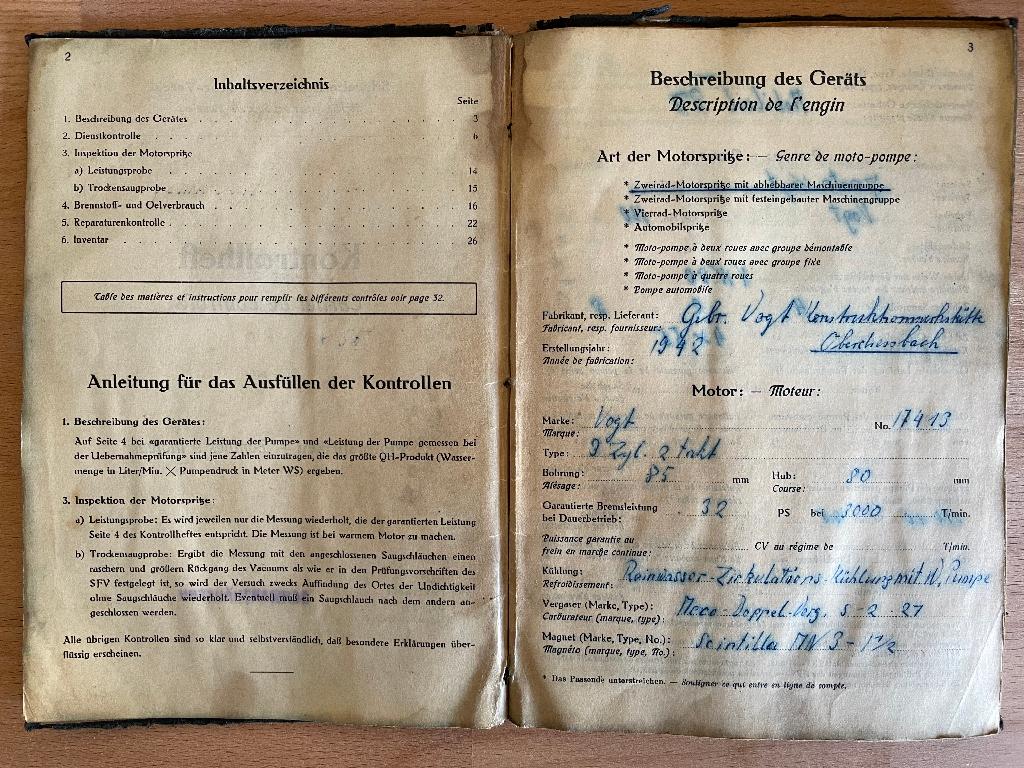 2
Inhaltsverzeichnis
Seite
1. Beschreibung des Gerätes 3
2. Dienstkontrolle 6
3. Inspektion der Motorspritze
a) Leistungsprobe 14
b) Trockensaugprobe 15
4. Brennstoff- und Oelverbrauch 16
5. Reparaturenkontrolle 22
6. Inventar 26
Table des matières et instructions pour remplir les différents contrôles voir page 32.
Anleitung für das Ausfüllen der Kontrollen
1. Beschreibung des Gerätes:
Auf Seite 4 bei «garantierte Leistung der Pumpe» und «Leistung der Pumpe gemessen bei
der Uebernahmeprüfung» sind jene Zahlen einzutragen, die das größte QH-Produkt (Wasser-
menge in Liter/Min. × Pumpendruck in Meter WS) ergeben.
3. Inspektion der Motorspritze:
a) Leistungsprobe: Es wird jeweilen nur die Messung wiederholt, die der garantierten Leistung
Seite 4 des Kontrollheftes entspricht. Die Messung ist bei warmem Motor zu machen.
b) Trockensaugprobe: Ergibt die Messung mit den angeschlossenen Saugschläuchen einen
raschern und größern Rückgang des Vacuums als wie er in den Prüfungsvorschriften des
SFV festgelegt ist, so wird der Versuch zwecks Auffindung des Ortes der Undichtigkeit
ohne Saugschläuche wiederholt. Eventuell muß ein Saugschlauch nach dem andern an-
geschlossen werden.
Alle übrigen Kontrollen sind so klar und selbstverständlich, daß besondere Erklärungen über-
flüssig erscheinen.
3
Beschreibung des Geräts
Description de l'engin
Art der Motorspritze: — Genre de moto-pompe:
* Zweirad-Motorspritze mit abhebbarer Maschinengruppe
* Zweirad-Motorspritze mit festeingebauter Maschinengruppe
* Vierrad-Motorspritze
* Automobilspritze
* Moto-pompe à deux roues avec groupe démontable
* Moto-pompe à deux roues avec groupe fixe
* Moto-pompe à quatre roues
* Pompe automobile
Fabrikant, resp. Lieferant: Gebr. Vogt Konstruktionswerkstätte
Fabricant, resp. fournisseur: Oberdiessbach
Erstellungsjahr: 1942
Année de fabrication:
Motor: — Moteur:
Marke: Vogt No. 17413
Marque:
Type: 2 Zyl. 2 Takt
Bohrung: 85 mm Hub: 80 mm
Alésage: Course:
Garantierte Bremsleistung
bei Dauerbetrieb: 32 PS bei 3000 T/min.
Puissance garantie au
frein en marche continue: CV au régime de T/min.
Kühlung: Rainwasser-Zirkulations-Kühlung mit W. Pumpe
Refroidissement:
Vergaser (Marke, Type): Meco-Doppel-Verg. S-2-27
Carburateur (marque, type):
Magnet (Marke, Type, No.): Scintilla MN 3 -
Magnéto (marque, type, No.):
* Das Passende unterstreichen. — Souligner ce qui entre en ligne de compte.